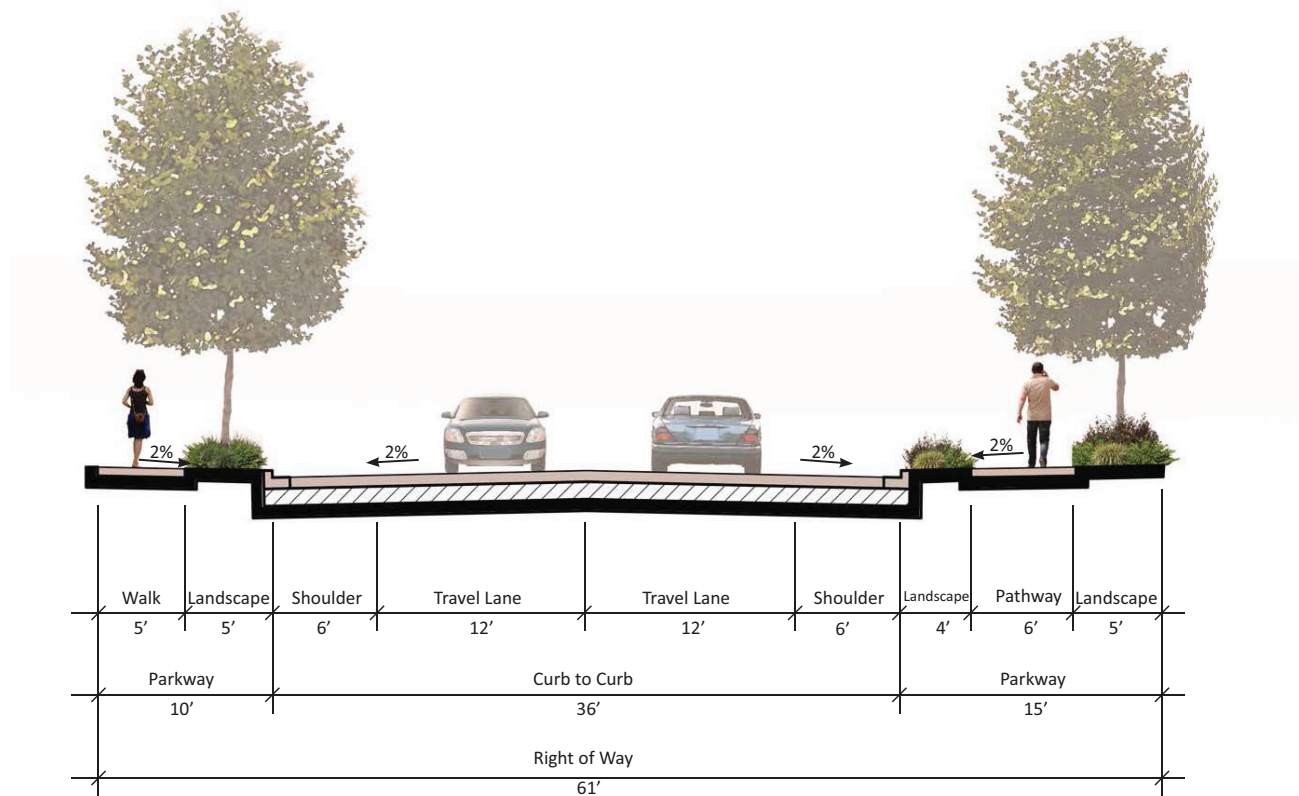 2% 2% 2% 2%
Walk Landscape Shoulder Travel Lane Travel Lane Shoulder Landscape Pathway Landscape
5’ 5’ 6’ 12’ 12’ 6’ 4’ 6’ 5’
Parkway Curb to Curb Parkway
10’ 36’ 15’
Right of Way
61’